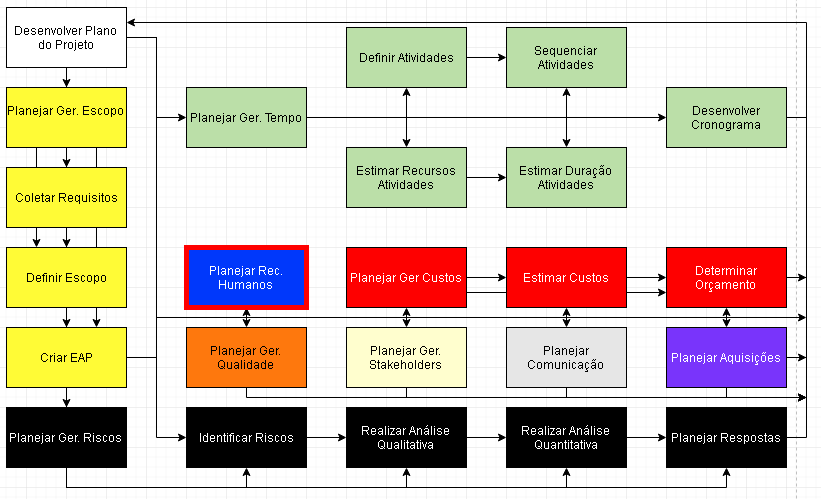 Desenvolver Plano
do Projeto
Definir Atividades
Sequenciar
Atividades
Planejar Ger. Escopo
Planejar Ger. Tempo
Desenvolver
Cronograma
Coletar Requisitos
Estimar Recursos
Atividades
Estimar Duração
Atividades
Definir Escopo
Planejar Rec.
Humanos
Planejar Ger Custos
Estimar Custos
Determinar
Orçamento
Criar EAP
Planejar Ger.
Qualidade
Planejar Ger.
Stakeholders
Planejar
Comunicação
Planejar Aquisições
Planejar Ger. Riscos
Identificar Riscos
Realizar Análise
Qualitativa
Realizar Análise
Quantitativa
Planejar Respostas